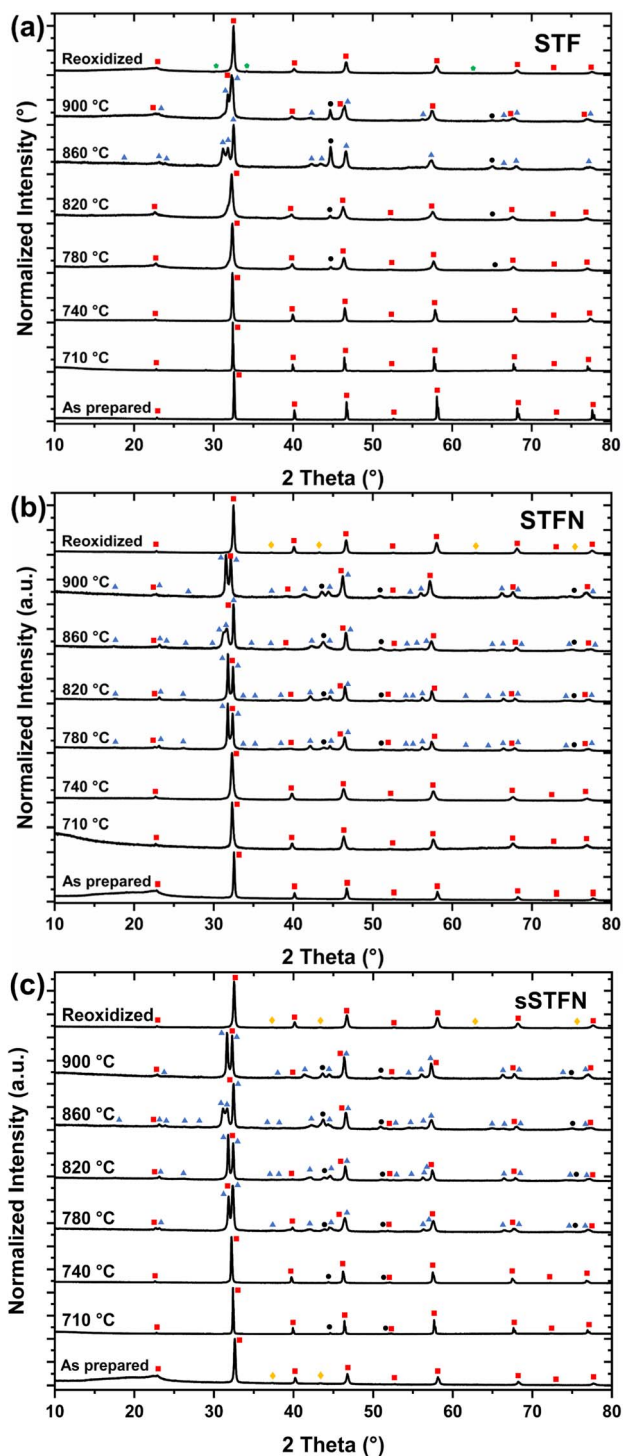 (a)
STF
Reoxidized
900 °C
860 °C
820 °C
780 °C
740 °C
710 °C
As prepared
Normalized Intensity (°)
10 20 30 40 50 60 70 80
2 Theta (°)
(b)
STFN
Reoxidized
900 °C
860 °C
820 °C
780 °C
740 °C
710 °C
As prepared
Normalized Intensity (a.u.)
10 20 30 40 50 60 70 80
2 Theta (°)
(c)
sSTFN
Reoxidized
900 °C
860 °C
820 °C
780 °C
740 °C
710 °C
As prepared
Normalized Intensity (a.u.)
10 20 30 40 50 60 70 80
2 Theta (°)